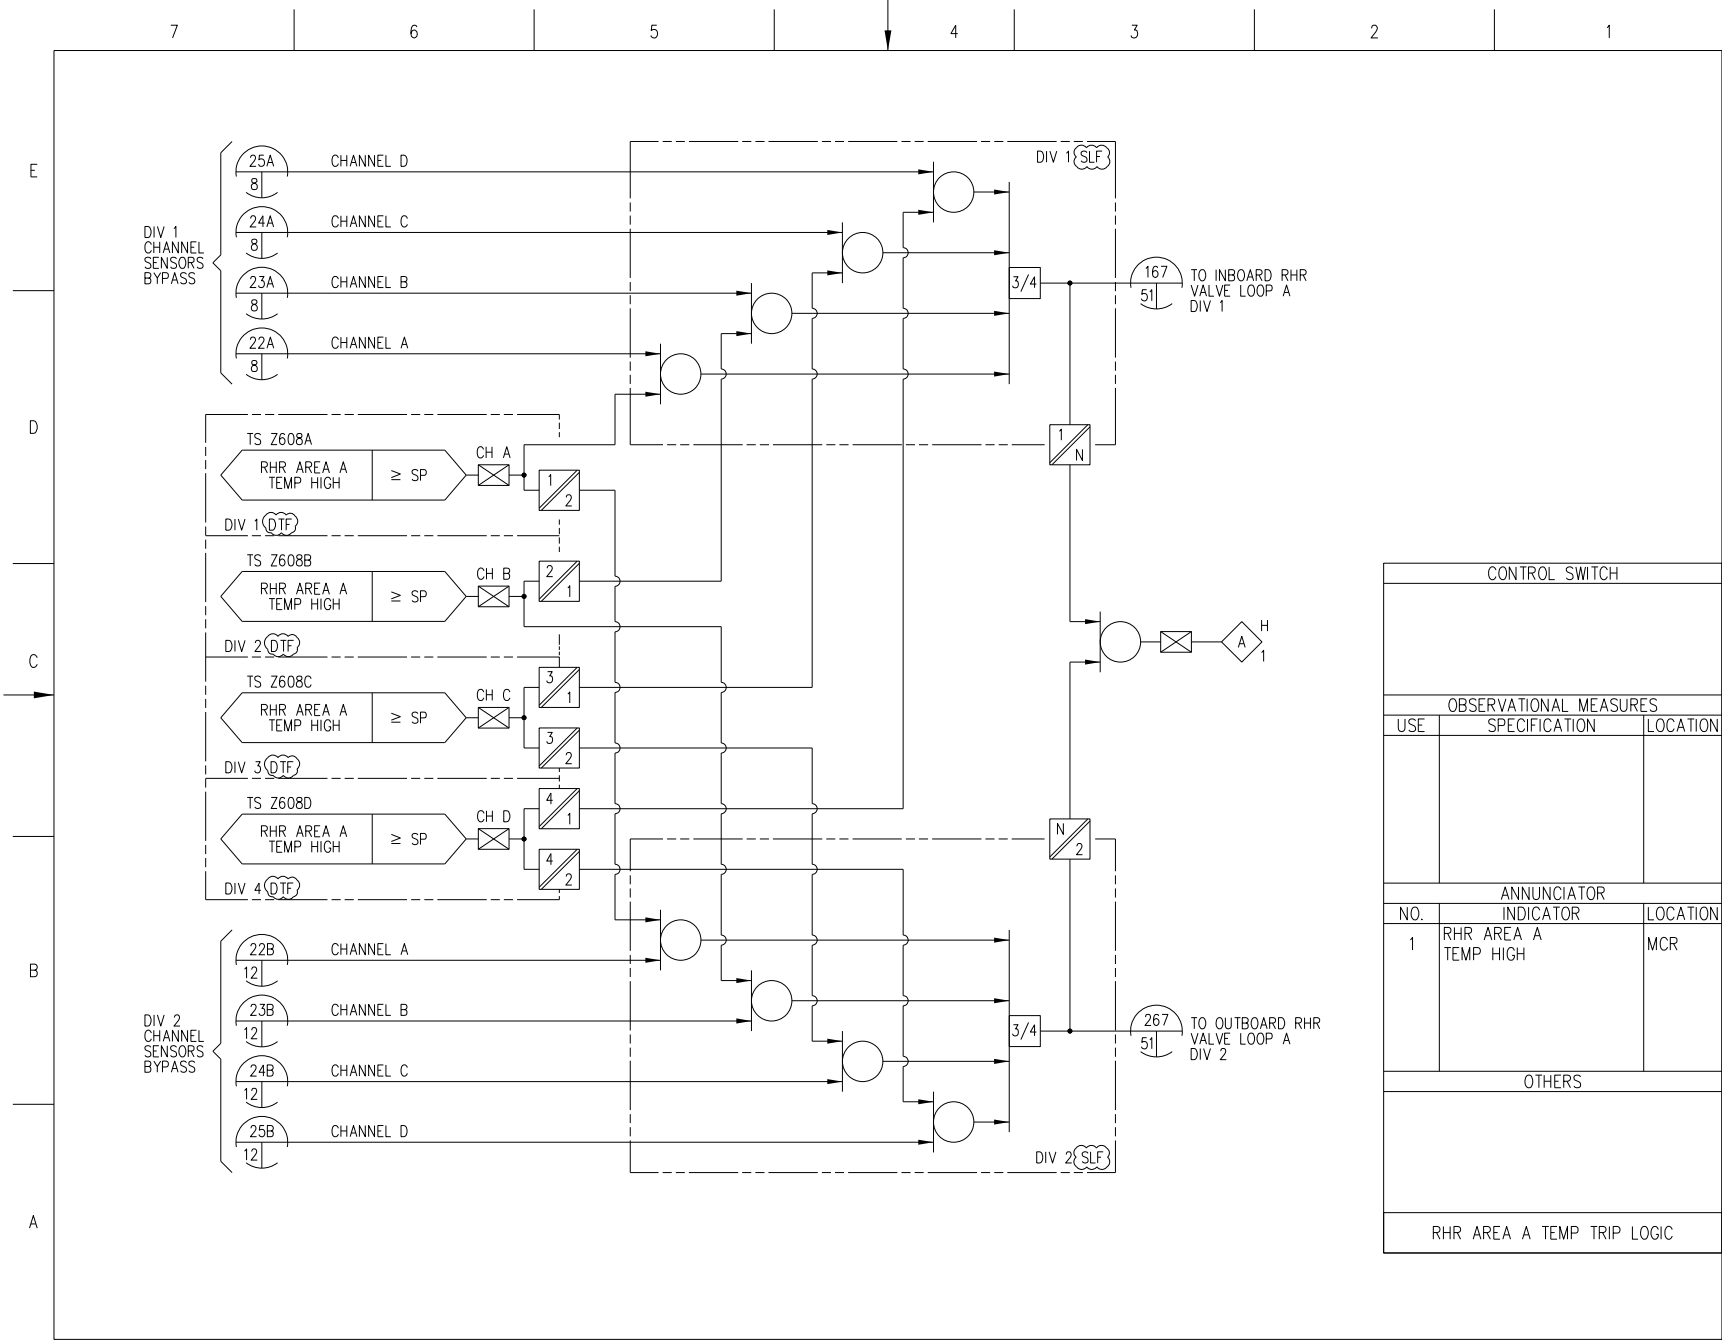 7 6 5 4 3 2 1
E
D
C
B
A
DIV 1
CHANNEL
SENSORS
BYPASS
25A
8
CHANNEL D
24A
8
CHANNEL C
23A
8
CHANNEL B
22A
8
CHANNEL A
DIV 1 SLF
3/4
167
51
TO INBOARD RHR
VALVE LOOP A
DIV 1
1
N
TS Z608A
RHR AREA A
TEMP HIGH
≥ SP
CH A
1
2
DIV 1 DTF
TS Z608B
RHR AREA A
TEMP HIGH
≥ SP
CH B
2
1
DIV 2 DTF
TS Z608C
RHR AREA A
TEMP HIGH
≥ SP
CH C
3
1
3
2
DIV 3 DTF
TS Z608D
RHR AREA A
TEMP HIGH
≥ SP
CH D
4
1
4
2
DIV 4 DTF
A
H
1
N
2
DIV 2
CHANNEL
SENSORS
BYPASS
22B
12
CHANNEL A
23B
12
CHANNEL B
24B
12
CHANNEL C
25B
12
CHANNEL D
3/4
267
51
TO OUTBOARD RHR
VALVE LOOP A
DIV 2
DIV 2 SLF
CONTROL SWITCH
OBSERVATIONAL MEASURES
USE SPECIFICATION LOCATION
ANNUNCIATOR
NO. INDICATOR LOCATION
1 RHR AREA A
TEMP HIGH MCR
OTHERS
RHR AREA A TEMP TRIP LOGIC